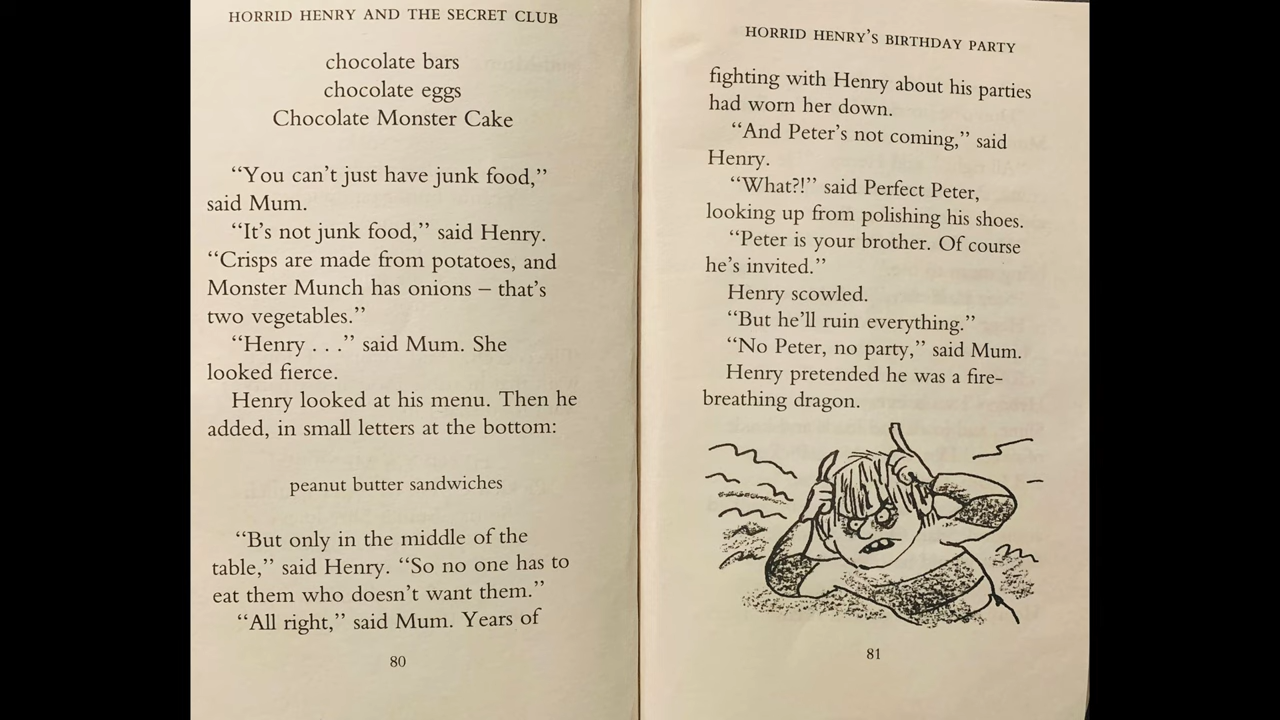 HORRID HENRY AND THE SECRET CLUB
chocolate bars
chocolate eggs
Chocolate Monster Cake
“You can’t just have junk food,”
said Mum.
“It’s not junk food,” said Henry.
“Crisps are made from potatoes, and
Monster Munch has onions – that’s
two vegetables.”
“Henry . . .” said Mum. She
looked fierce.
Henry looked at his menu. Then he
added, in small letters at the bottom:
peanut butter sandwiches
“But only in the middle of the
table,” said Henry. “So no one has to
eat them who doesn’t want them.”
“All right,” said Mum. Years of
80
HORRID HENRY’S BIRTHDAY PARTY
fighting with Henry about his parties
had worn her down.
“And Peter’s not coming,” said
Henry.
“What?!” said Perfect Peter,
looking up from polishing his shoes.
“Peter is your brother. Of course
he’s invited.”
Henry scowled.
“But he’ll ruin everything.”
“No Peter, no party,” said Mum.
Henry pretended he was a fire-
breathing dragon.
81